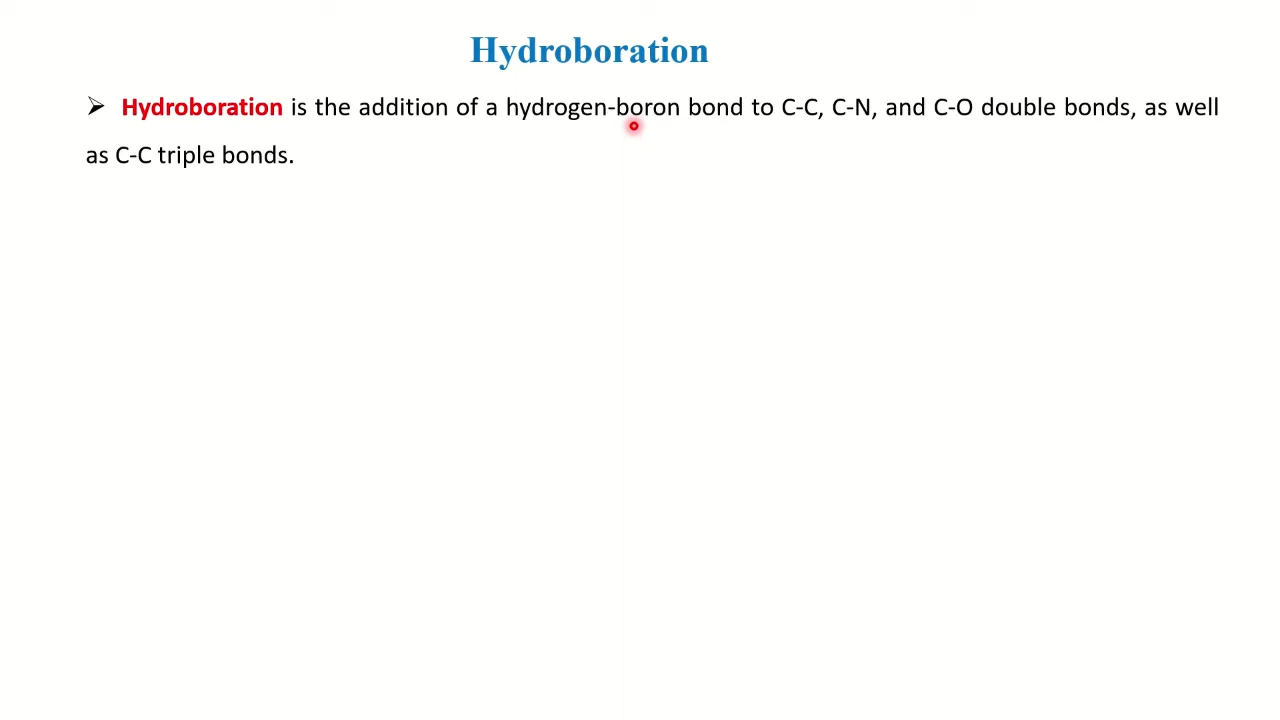 Hydroboration
➢ Hydroboration is the addition of a hydrogen-boron bond to C-C, C-N, and C-O double bonds, as well
as C-C triple bonds.